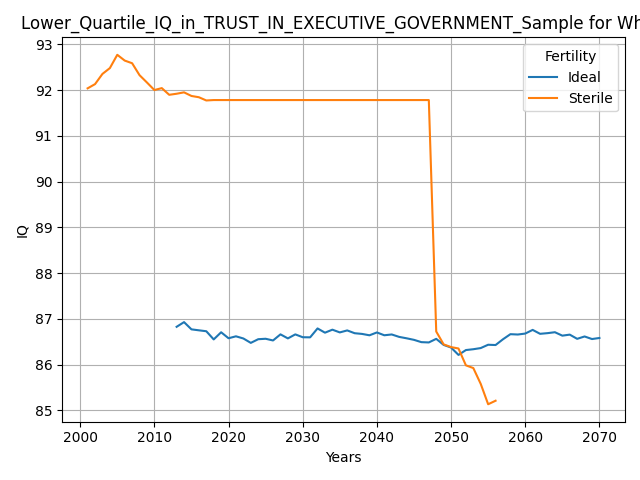 Lower_Quartile_IQ_in_TRUST_IN_EXECUTIVE_GOVERNMENT_Sample for Wh
Fertility
Ideal
Sterile
IQ
93
92
91
90
89
88
87
86
85
2000 2010 2020 2030 2040 2050 2060 2070
Years